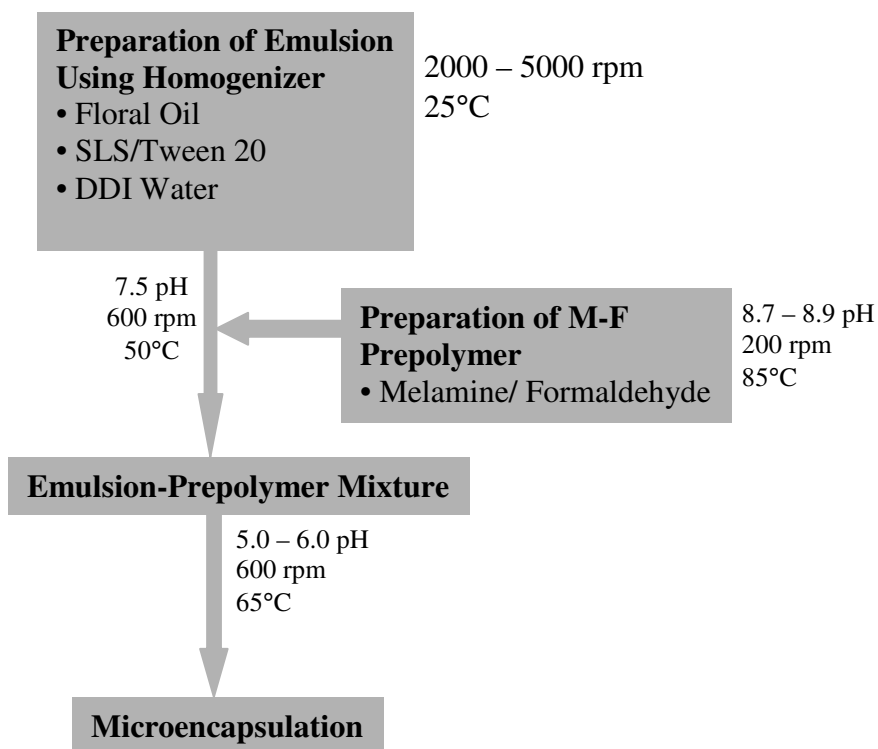 Preparation of Emulsion
Using Homogenizer
• Floral Oil
• SLS/Tween 20
• DDI Water
2000 – 5000 rpm
25°C
7.5 pH
600 rpm
50°C
Preparation of M-F
Prepolymer
• Melamine/ Formaldehyde
8.7 – 8.9 pH
200 rpm
85°C
Emulsion-Prepolymer Mixture
5.0 – 6.0 pH
600 rpm
65°C
Microencapsulation